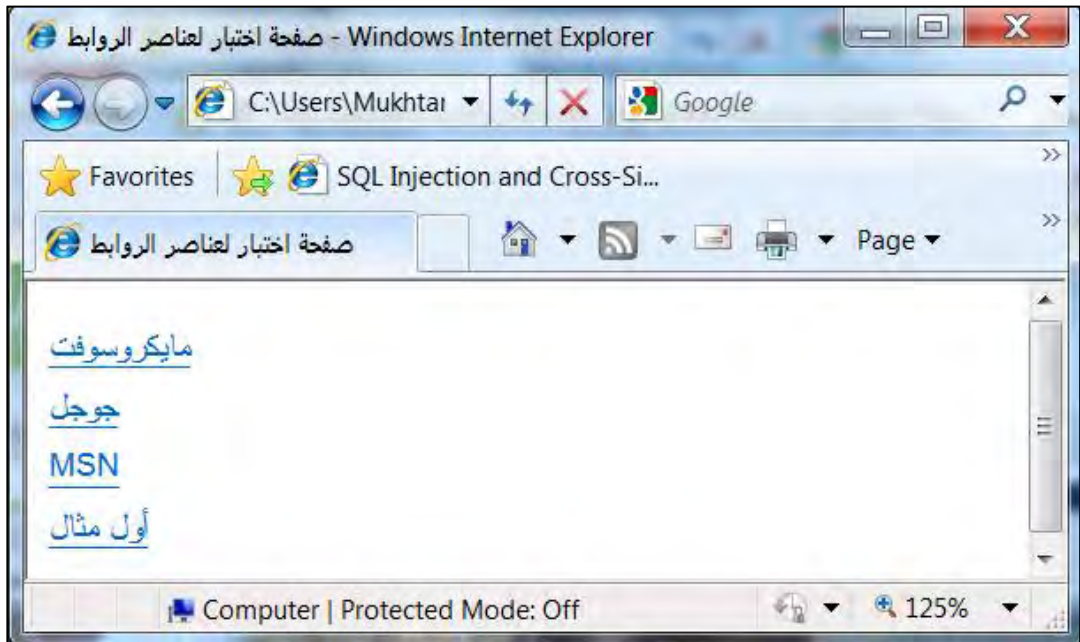 صفحة اختبار لعناصر الروابط - Windows Internet Explorer
C:\Users\Mukhtar
Google
Favorites
SQL Injection and Cross-Si...
صفحة اختبار لعناصر الروابط
Page
مايكروسوفت
جوجل
MSN
أول مثال
Computer | Protected Mode: Off
125%